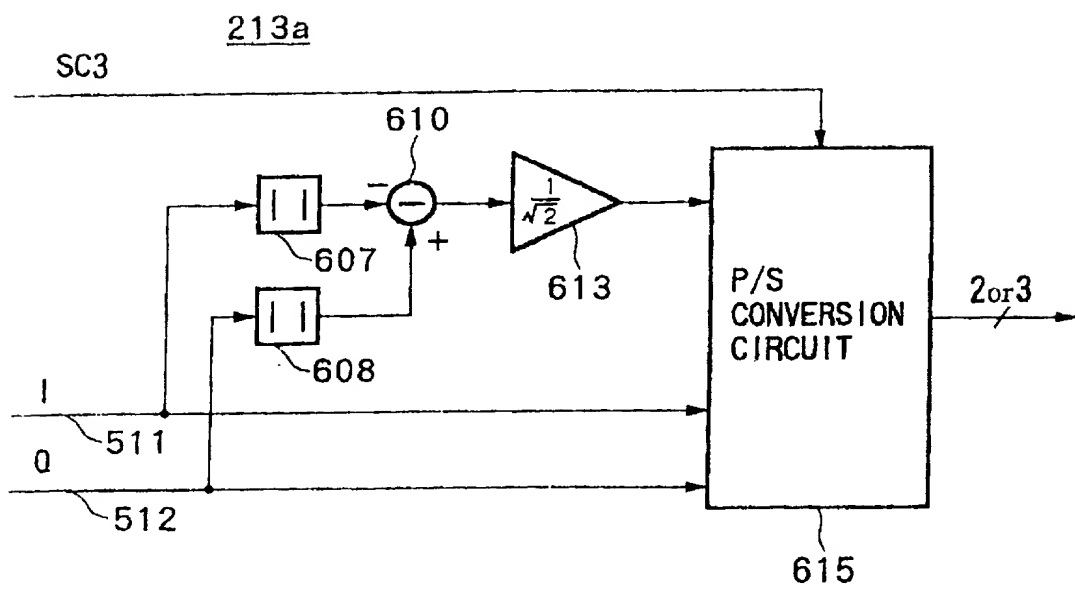 213a
SC3
610
| |
607
−
−
+
1
√2
613
| |
608
P/S
CONVERSION
CIRCUIT
2or3
I
511
Q
512
615